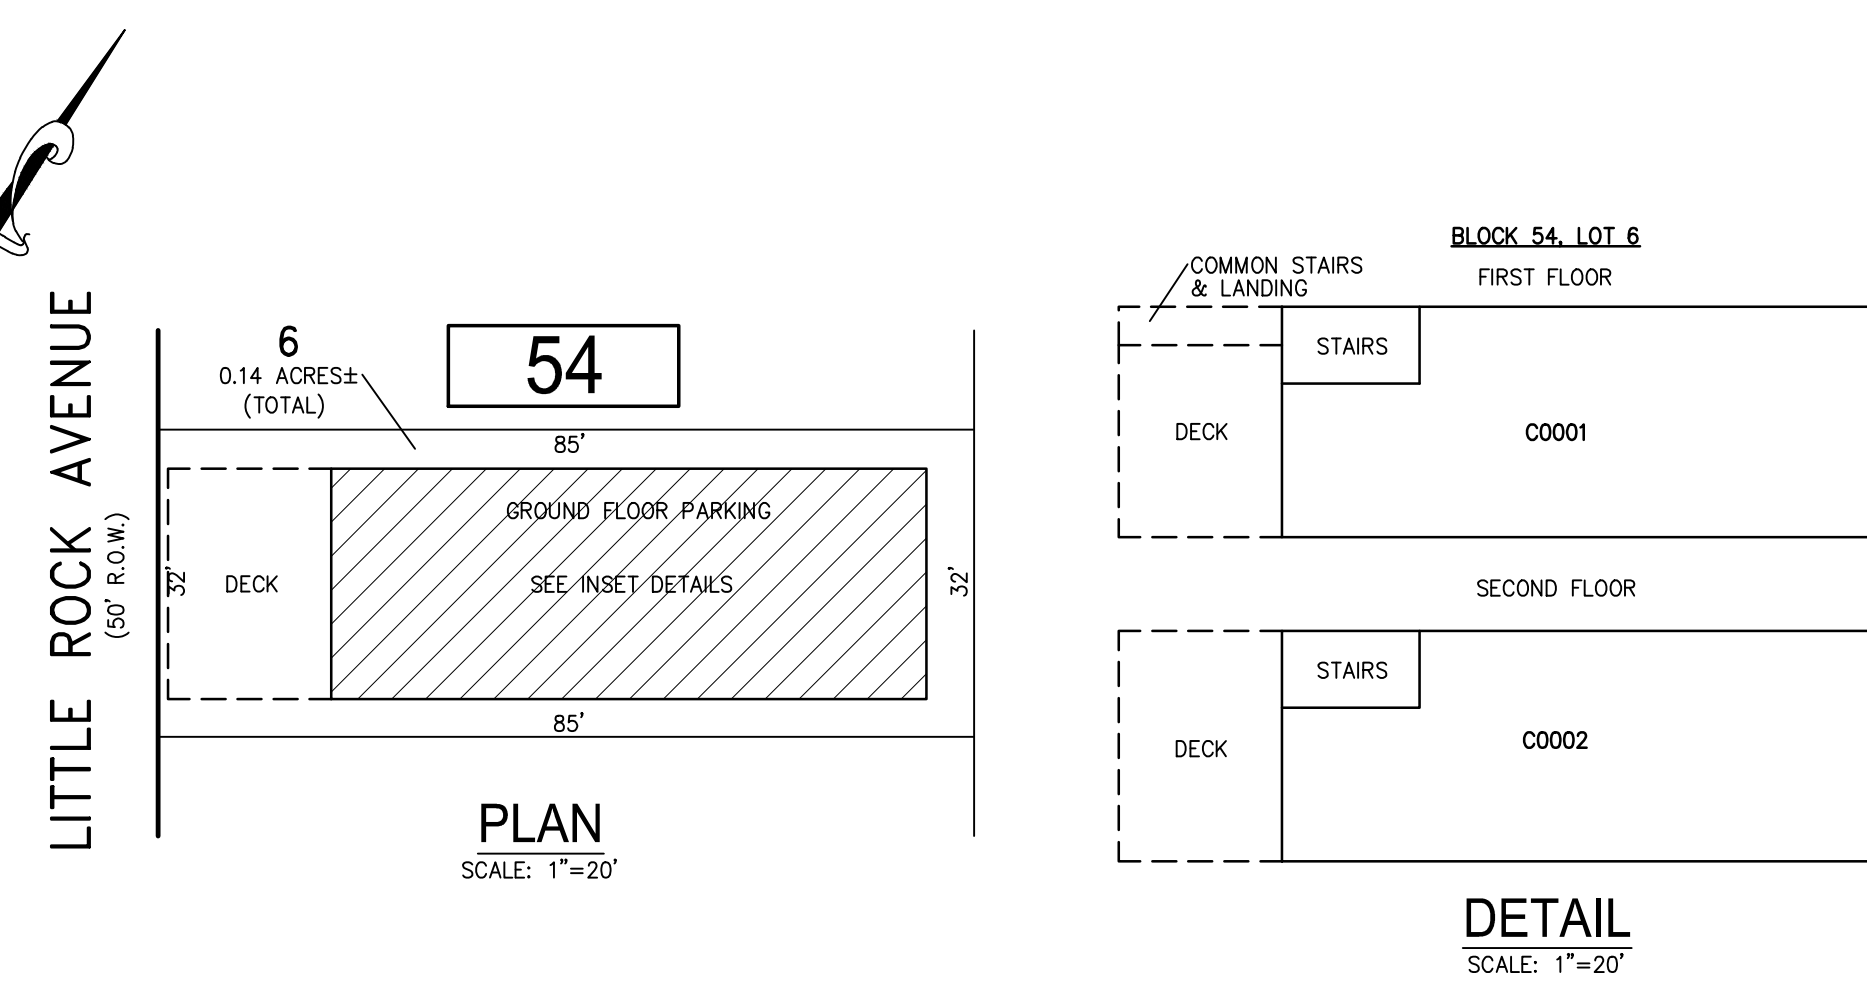 LITTLE ROCK AVENUE
(50' R.O.W.)
6
0.14 ACRES±
(TOTAL)
54
85'
GROUND FLOOR PARKING
SEE INSET DETAILS
DECK
32'
32'
85'
PLAN
SCALE: 1"=20'
BLOCK 54, LOT 6
FIRST FLOOR
COMMON STAIRS
& LANDING
STAIRS
DECK
C0001
SECOND FLOOR
STAIRS
DECK
C0002
DETAIL
SCALE: 1"=20'